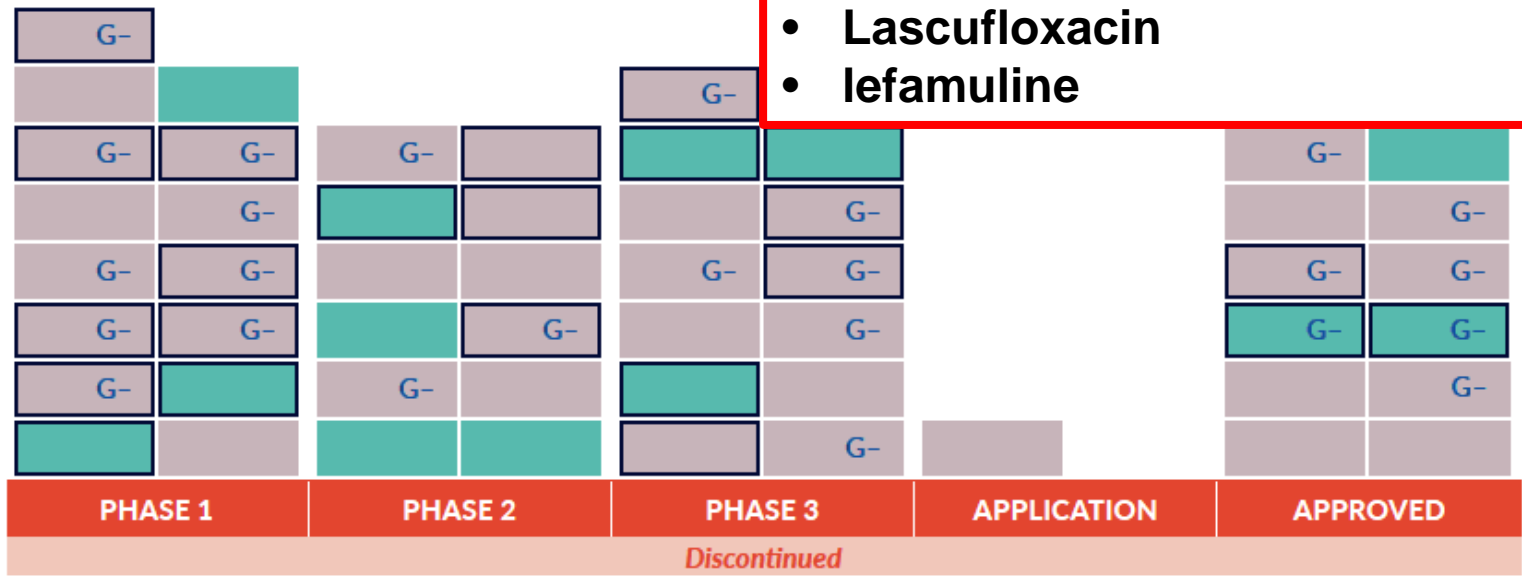 • Lascufloxacin
• lefamuline
G–
G–
G– G– G– G–
G– G–
G– G– G– G– G– G–
G– G– G– G– G– G–
G– G– G–
G–
PHASE 1 PHASE 2 PHASE 3 APPLICATION APPROVED
Discontinued